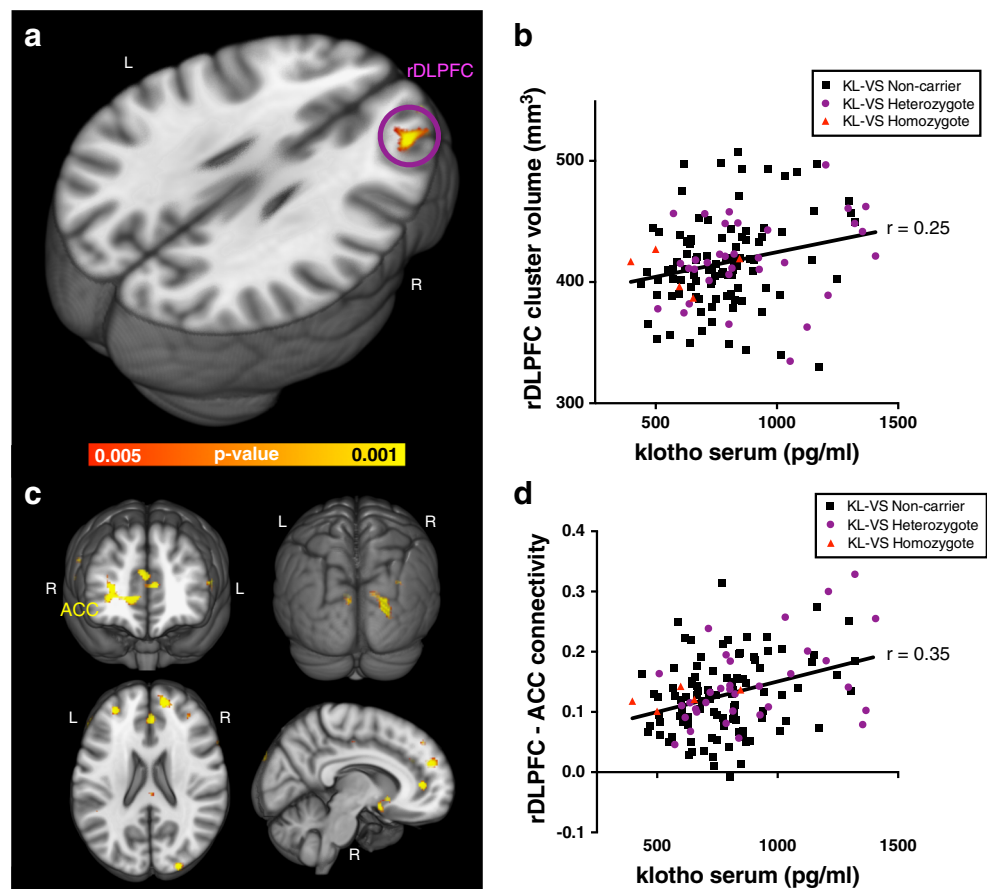 a
L
rDLPFC
R
0.005 p-value 0.001
b
KL-VS Non-carrier
KL-VS Heterozygote
KL-VS Homozygote
rDLPFC cluster volume (mm³)
500
400
300
r = 0.25
500 1000 1500
klotho serum (pg/ml)
c
R
ACC
L
L
R
L
R
R
d
KL-VS Non-carrier
KL-VS Heterozygote
KL-VS Homozygote
rDLPFC - ACC connectivity
0.4
0.3
0.2
0.1
0.0
-0.1
r = 0.35
500 1000 1500
klotho serum (pg/ml)